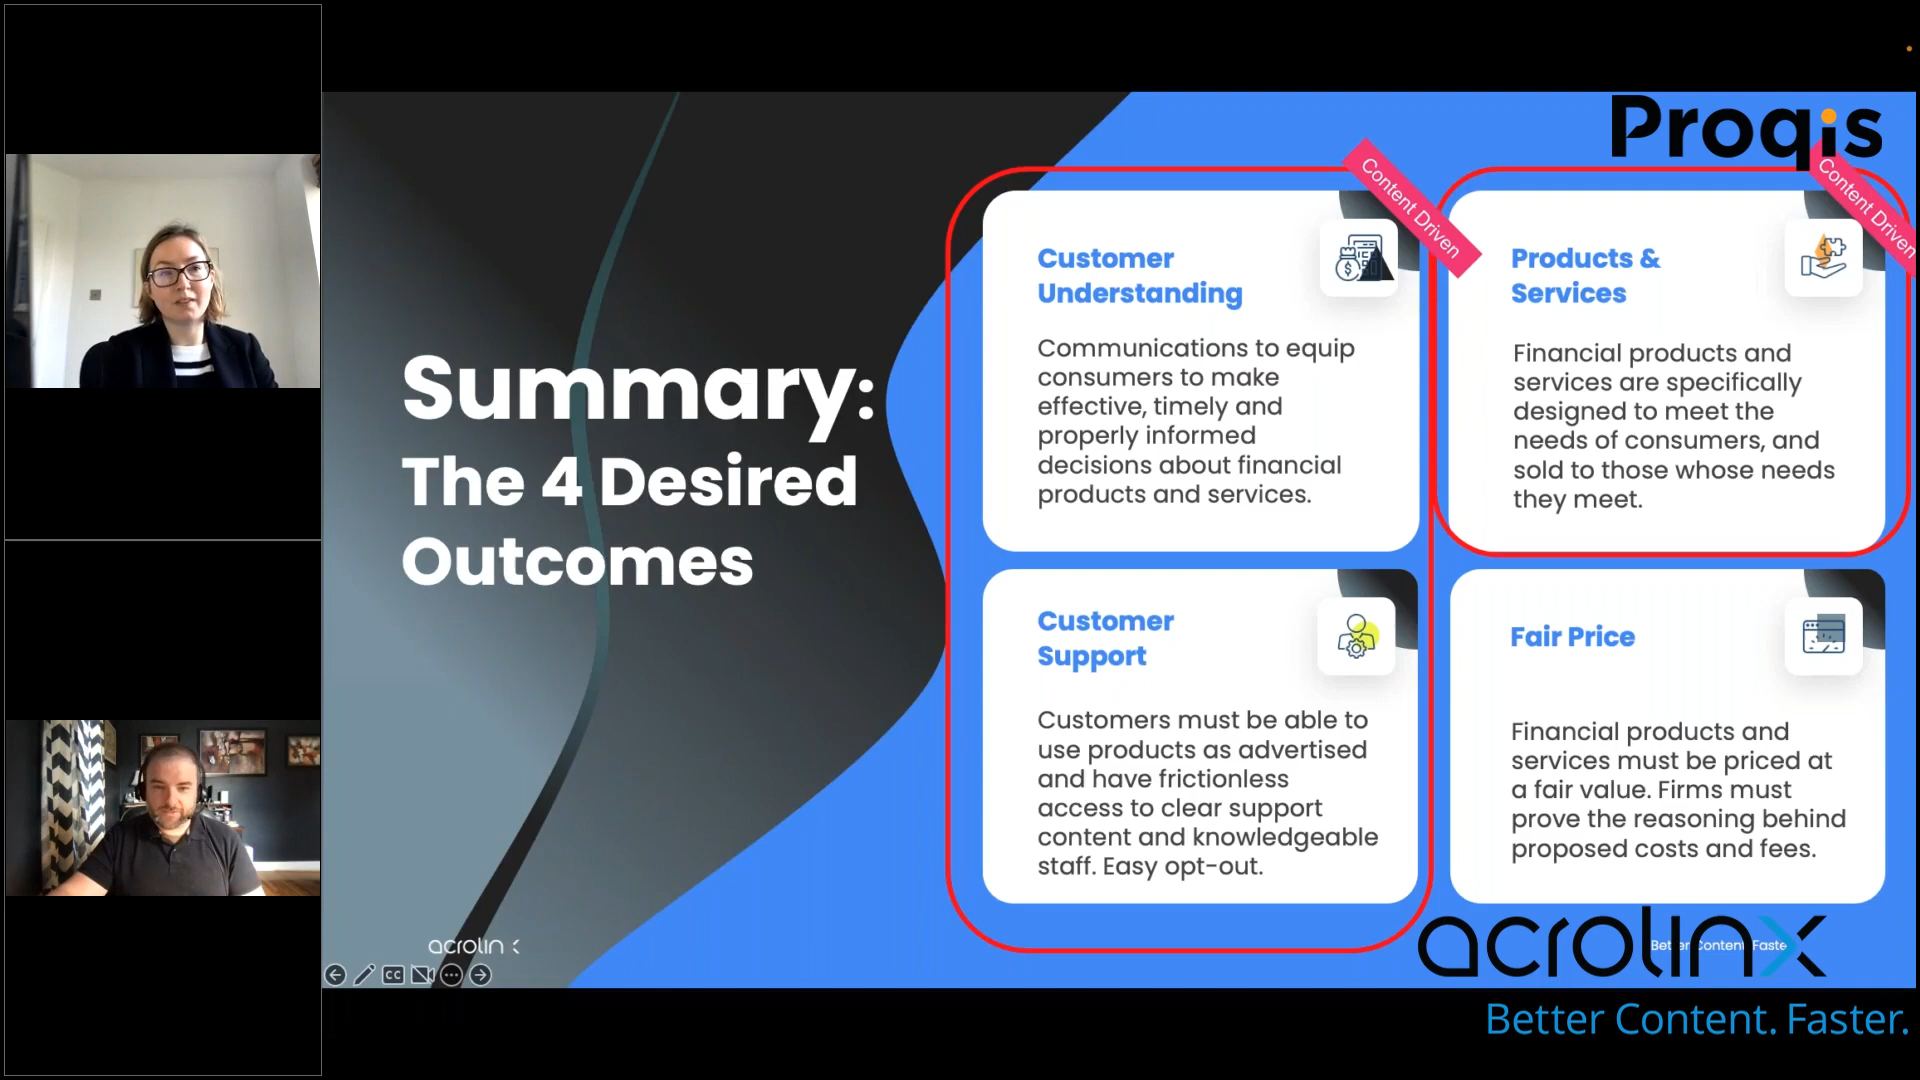 Proqis
Content Driven
Content Driven
Summary:
The 4 Desired
Outcomes
Customer
Understanding
Communications to equip
consumers to make
effective, timely and
properly informed
decisions about financial
products and services.
Products &
Services
Financial products and
services are specifically
designed to meet the
needs of consumers, and
sold to those whose needs
they meet.
Customer
Support
Customers must be able to
use products as advertised
and have frictionless
access to clear support
content and knowledgeable
staff. Easy opt-out.
Fair Price
Financial products and
services must be priced at
a fair value. Firms must
prove the reasoning behind
proposed costs and fees.
acrolinx
CC
acrolinx
Better Content. Faster.